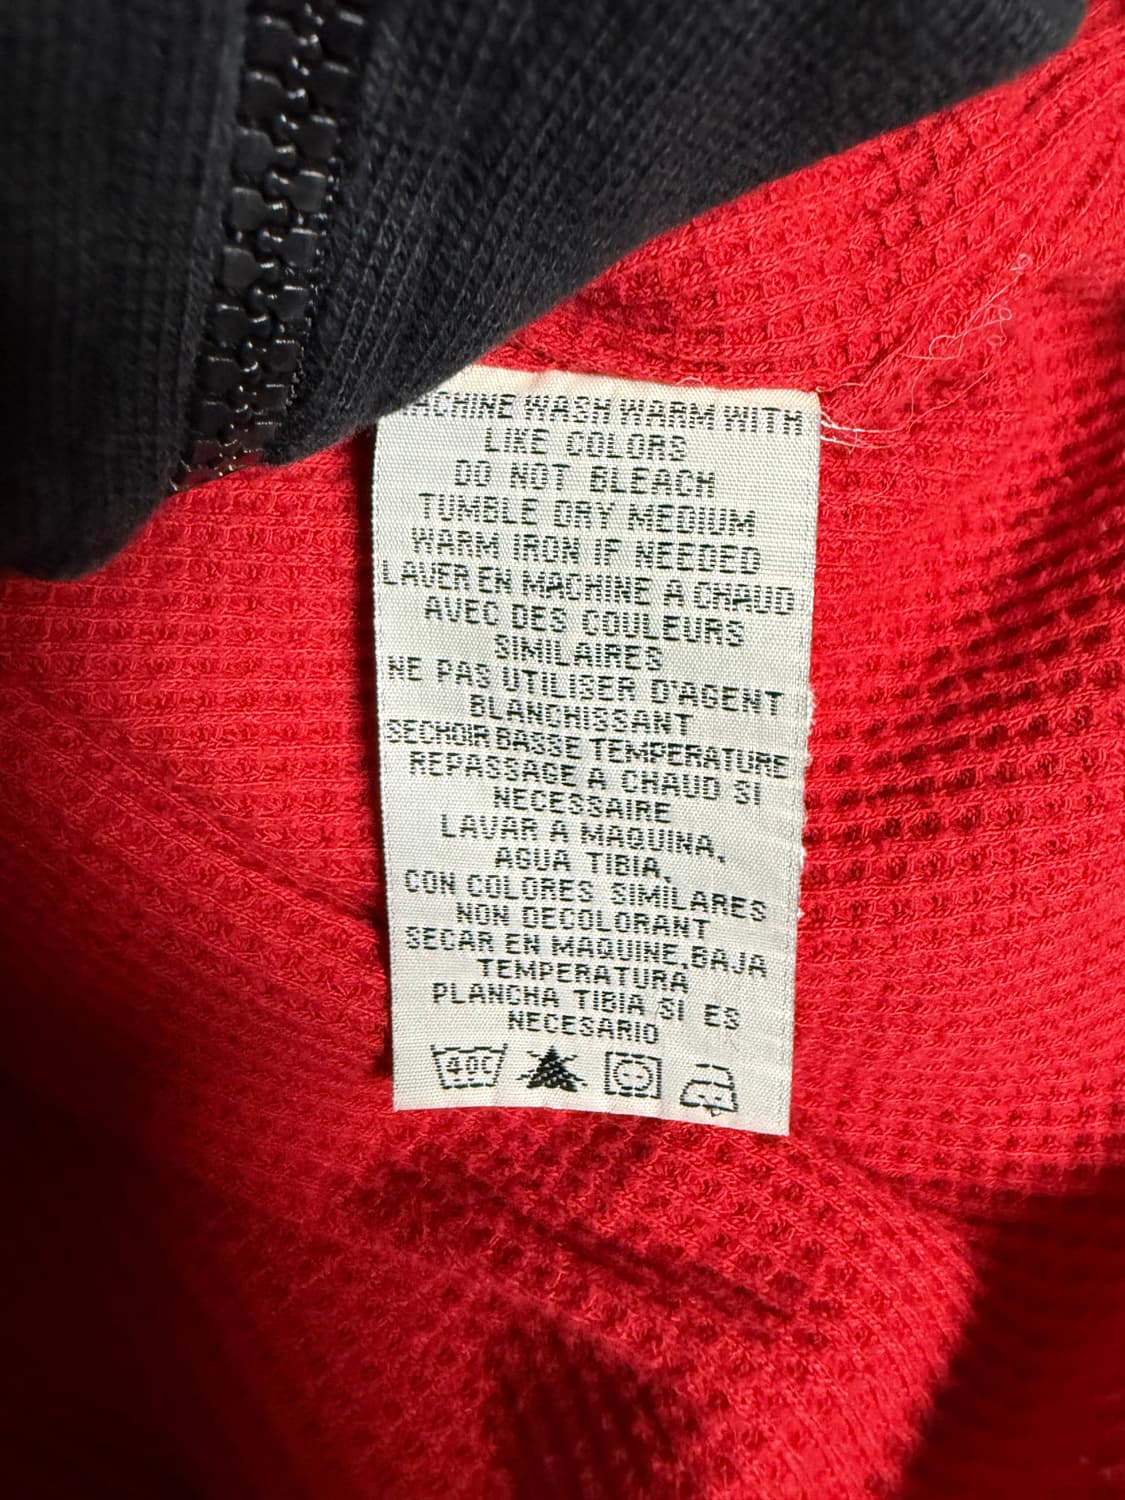 MACHINE WASH WARM WITH
LIKE COLORS
DO NOT BLEACH
TUMBLE DRY MEDIUM
WARM IRON IF NEEDED
LAVER EN MACHINE A CHAUD
AVEC DES COULEURS
SIMILAIRES
NE PAS UTILISER D'AGENT
BLANCHISSANT
SECHOIR BASSE TEMPERATURE
REPASSAGE A CHAUD SI
NECESSAIRE
LAVAR A MAQUINA,
AGUA TIBIA,
CON COLORES SIMILARES
NON DECOLORANT
SECAR EN MAQUINE, BAJA
TEMPERATURA
PLANCHA TIBIA SI ES
NECESARIO
40C